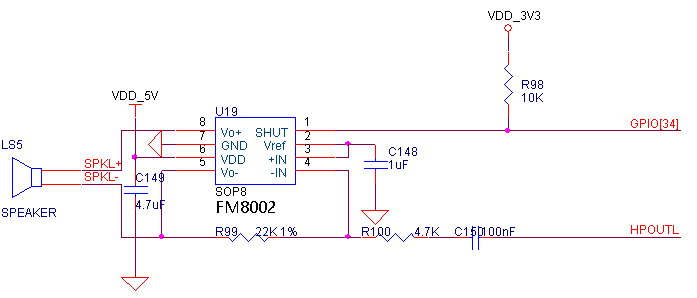 VDD_3V3
R98
10K
GPIO[34]
VDD_5V
U19
8 Vo+ SHUT 1
7 GND Vref 2
6 VDD +IN 3
5 Vo- -IN 4
SOP8
FM8002
LS5
SPKL+
SPKL-
SPEAKER
C149
4.7uF
C148
1uF
R99 22K 1%
R100 4.7K
C150 100nF
HPOUTL